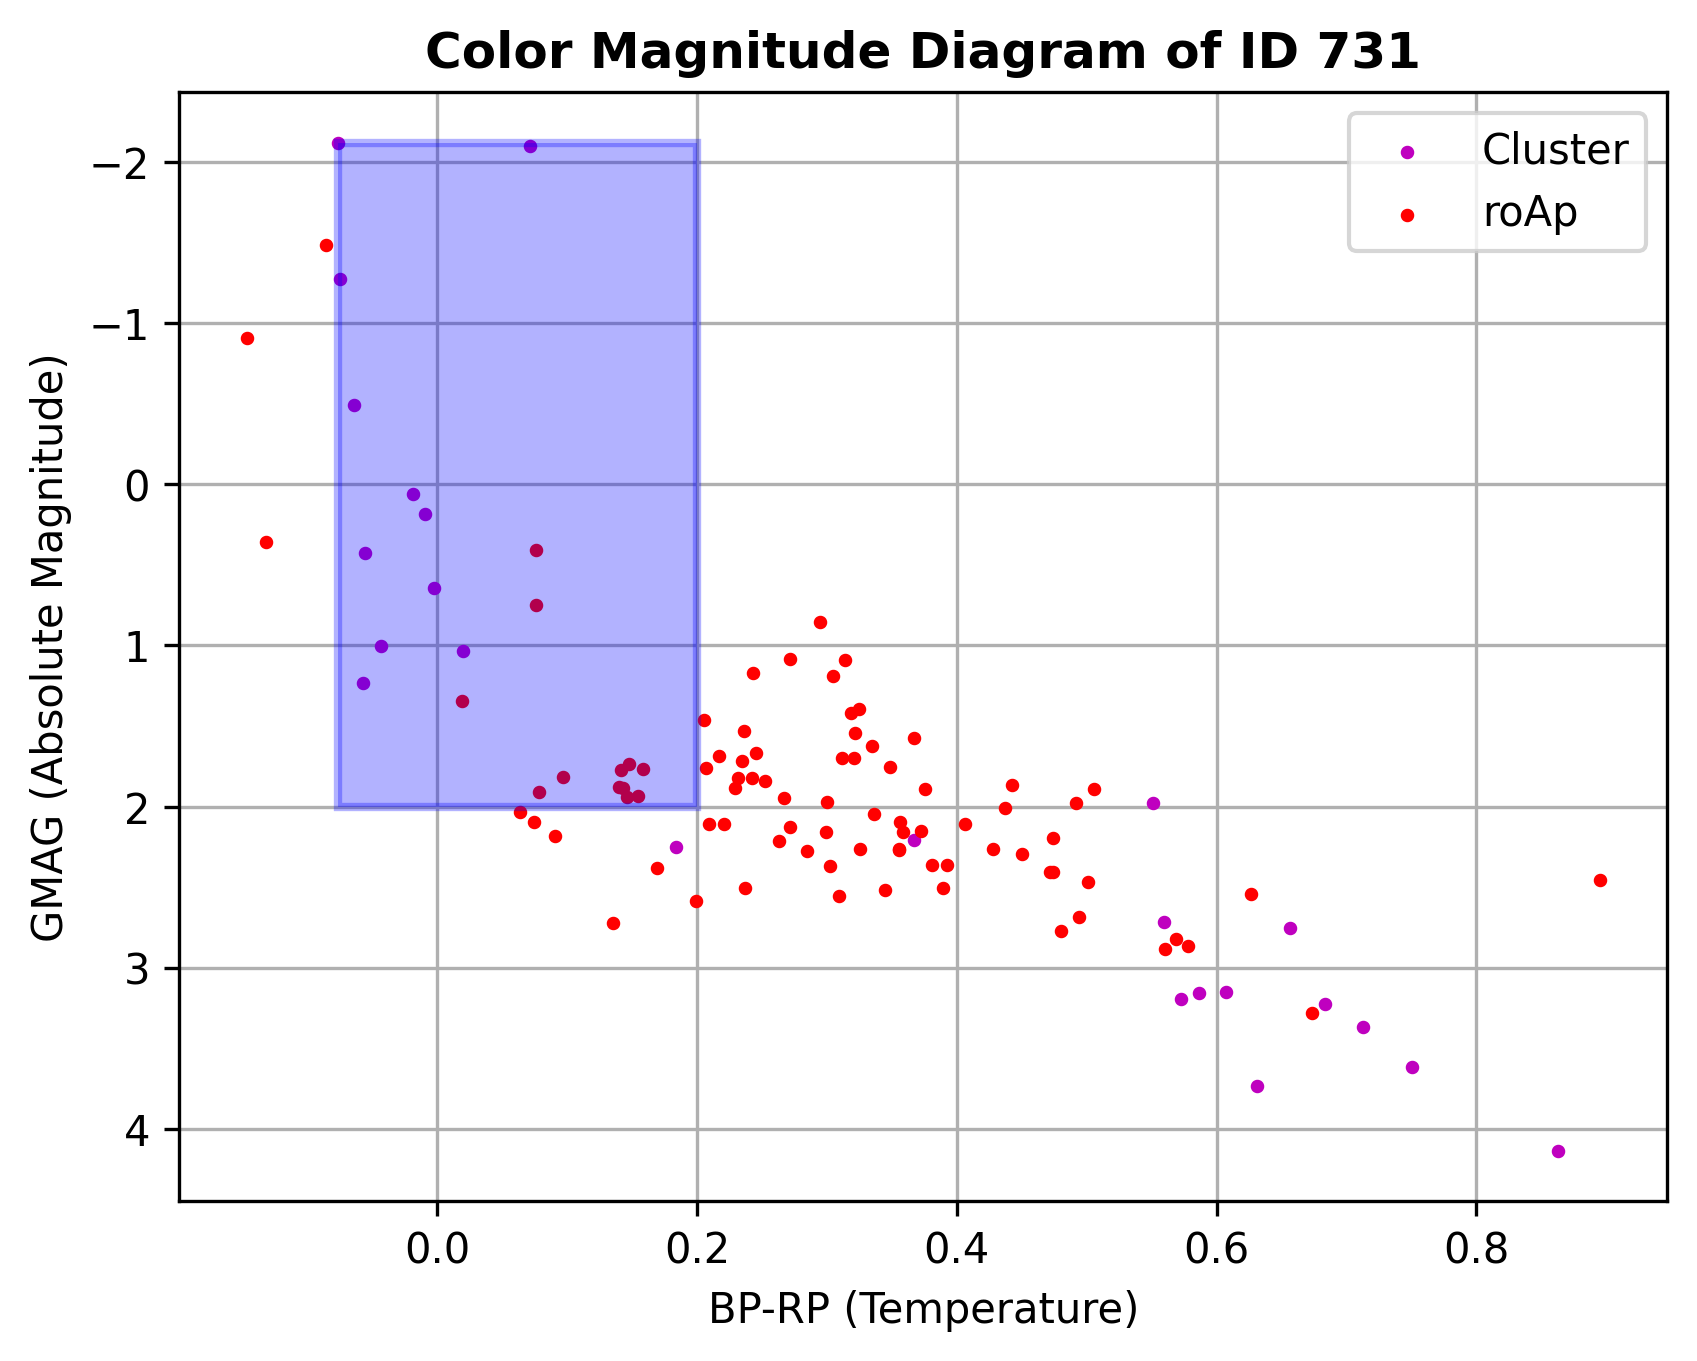 Color Magnitude Diagram of ID 731
Cluster
roAp
GMAG (Absolute Magnitude)
−2
−1
0
1
2
3
4
0.0 0.2 0.4 0.6 0.8
BP-RP (Temperature)